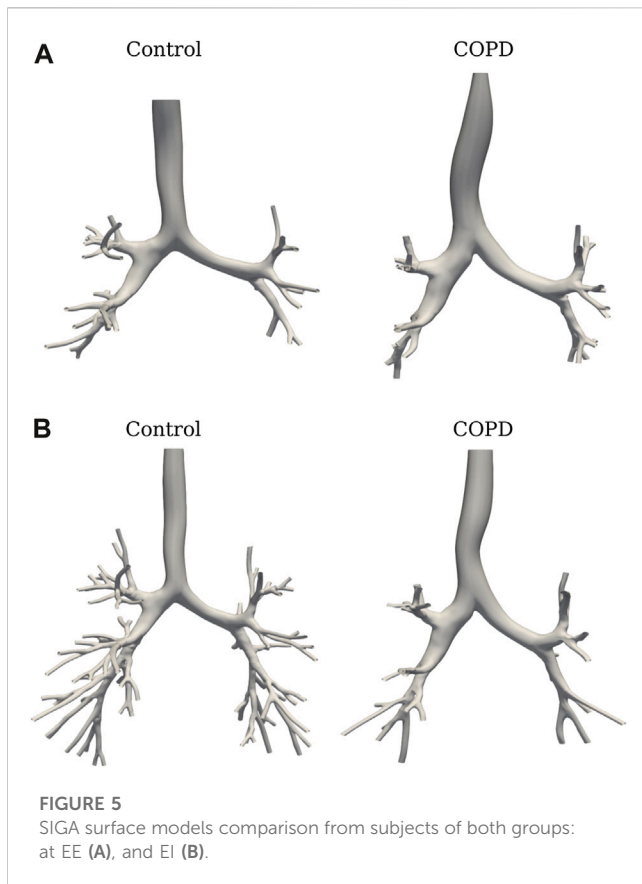 A
Control
COPD
B
Control
COPD
FIGURE 5
SIGA surface models comparison from subjects of both groups:
at EE (A), and EI (B).